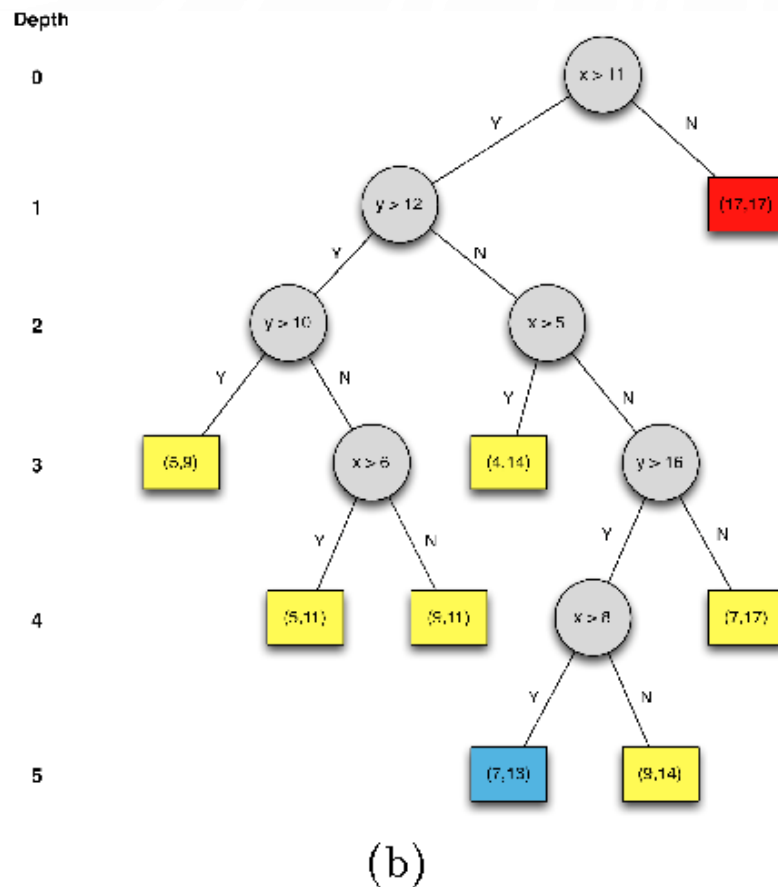 Depth
0
x > 11
Y
N
1
y > 12
(17,17)
Y
N
2
y > 10
x > 5
Y
N
Y
N
3
(5,9)
x > 6
(4,14)
y > 16
Y
N
Y
N
4
(5,11)
(9,11)
x > 8
(7,17)
Y
N
5
(7,13)
(9,14)
(b)